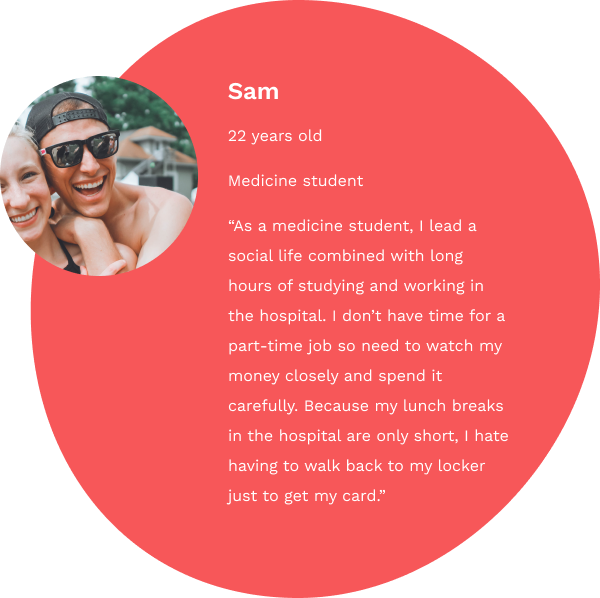 Sam
22 years old
Medicine student
“As a medicine student, I lead a
social life combined with long
hours of studying and working in
the hospital. I don’t have time for a
part-time job so need to watch my
money closely and spend it
carefully. Because my lunch breaks
in the hospital are only short, I hate
having to walk back to my locker
just to get my card.”